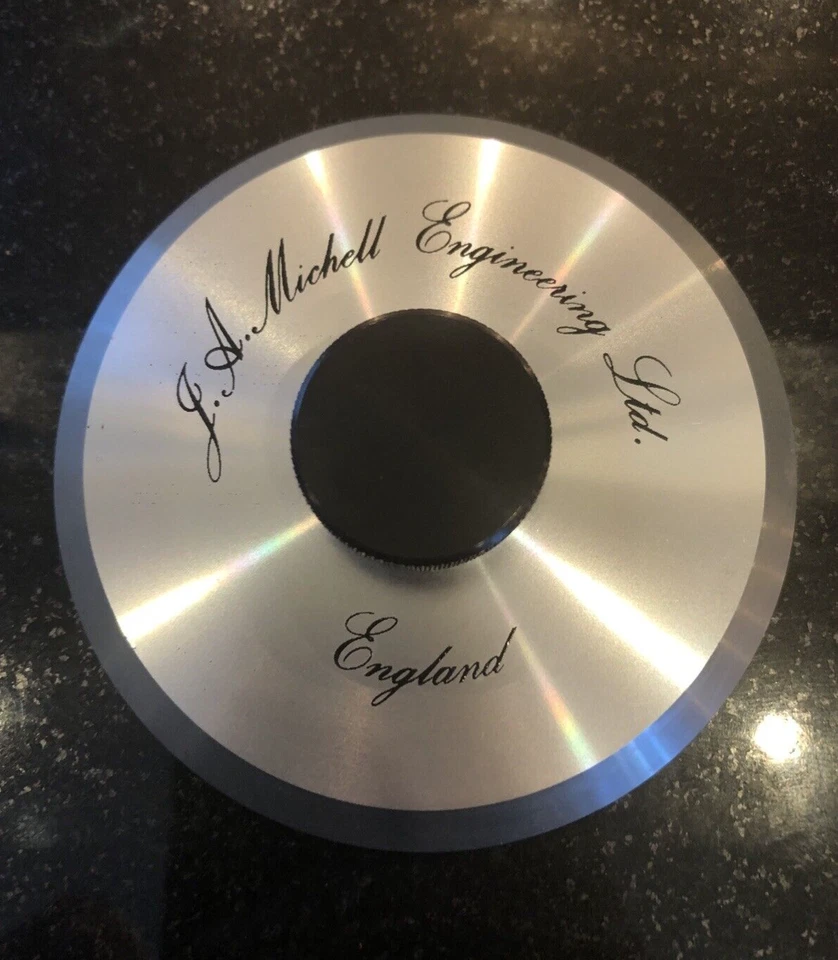 J. A. Michell Engineering Ltd.
England